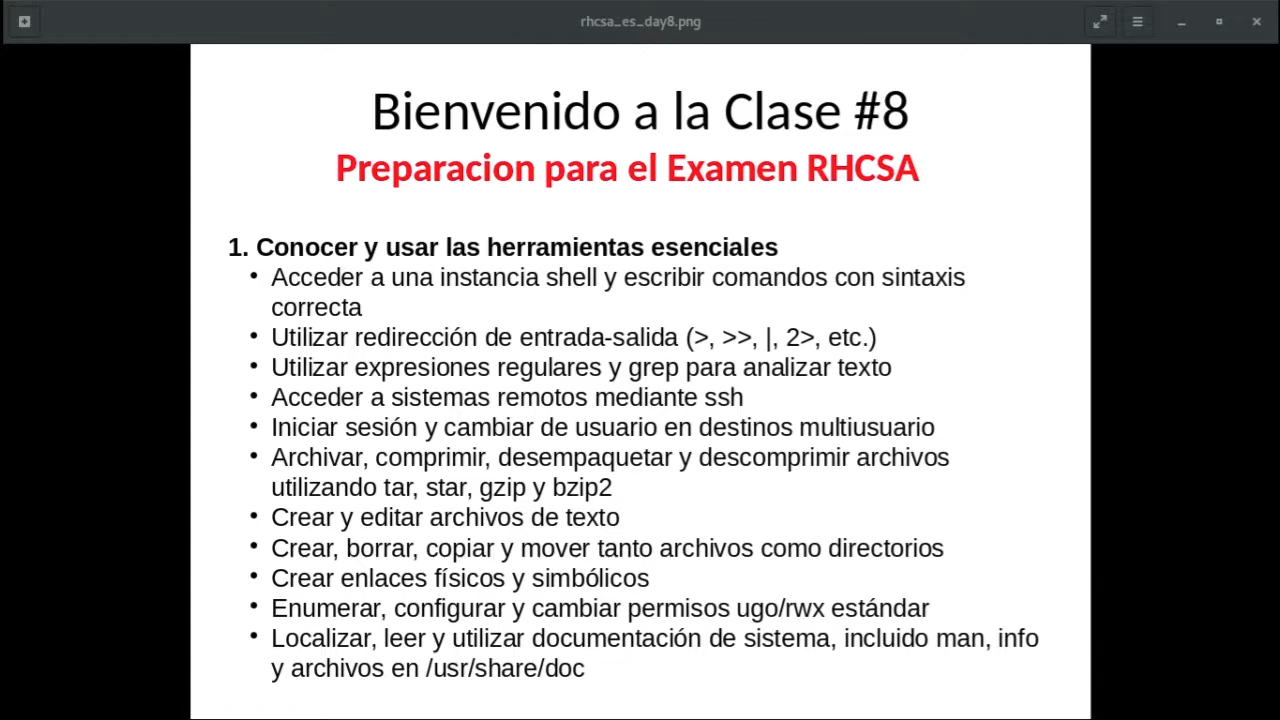 rhcsa_es_day8.png
Bienvenido a la Clase #8
Preparacion para el Examen RHCSA
1. Conocer y usar las herramientas esenciales
• Acceder a una instancia shell y escribir comandos con sintaxis
correcta
• Utilizar redirección de entrada-salida (>, >>, |, 2>, etc.)
• Utilizar expresiones regulares y grep para analizar texto
• Acceder a sistemas remotos mediante ssh
• Iniciar sesión y cambiar de usuario en destinos multiusuario
• Archivar, comprimir, desempaquetar y descomprimir archivos
utilizando tar, star, gzip y bzip2
• Crear y editar archivos de texto
• Crear, borrar, copiar y mover tanto archivos como directorios
• Crear enlaces físicos y simbólicos
• Enumerar, configurar y cambiar permisos ugo/rwx estándar
• Localizar, leer y utilizar documentación de sistema, incluido man, info
y archivos en /usr/share/doc